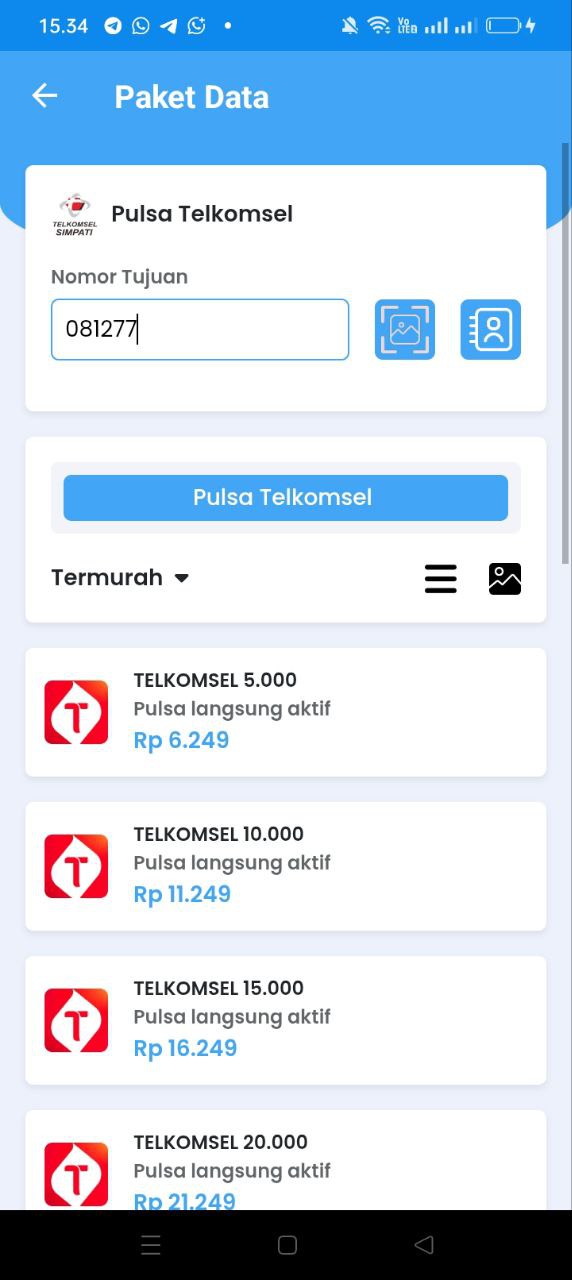 15.34
Vo
LTE
Paket Data
TELKOMSEL
SIMPATI
Pulsa Telkomsel
Nomor Tujuan
081277
Pulsa Telkomsel
Termurah
TELKOMSEL 5.000
Pulsa langsung aktif
Rp 6.249
TELKOMSEL 10.000
Pulsa langsung aktif
Rp 11.249
TELKOMSEL 15.000
Pulsa langsung aktif
Rp 16.249
TELKOMSEL 20.000
Pulsa langsung aktif
Rp 21.249